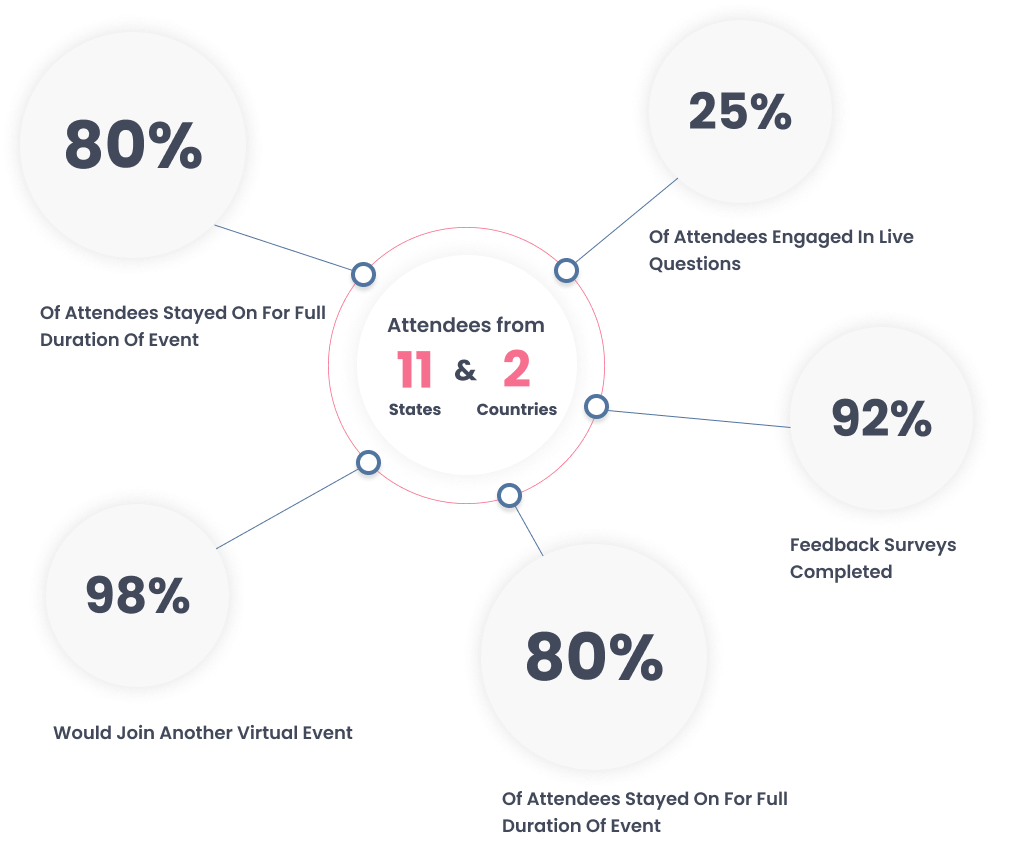 80%
Of Attendees Stayed On For Full
Duration Of Event
25%
Of Attendees Engaged In Live
Questions
Attendees from
11 & 2
States Countries
92%
Feedback Surveys
Completed
98%
Would Join Another Virtual Event
80%
Of Attendees Stayed On For Full
Duration Of Event